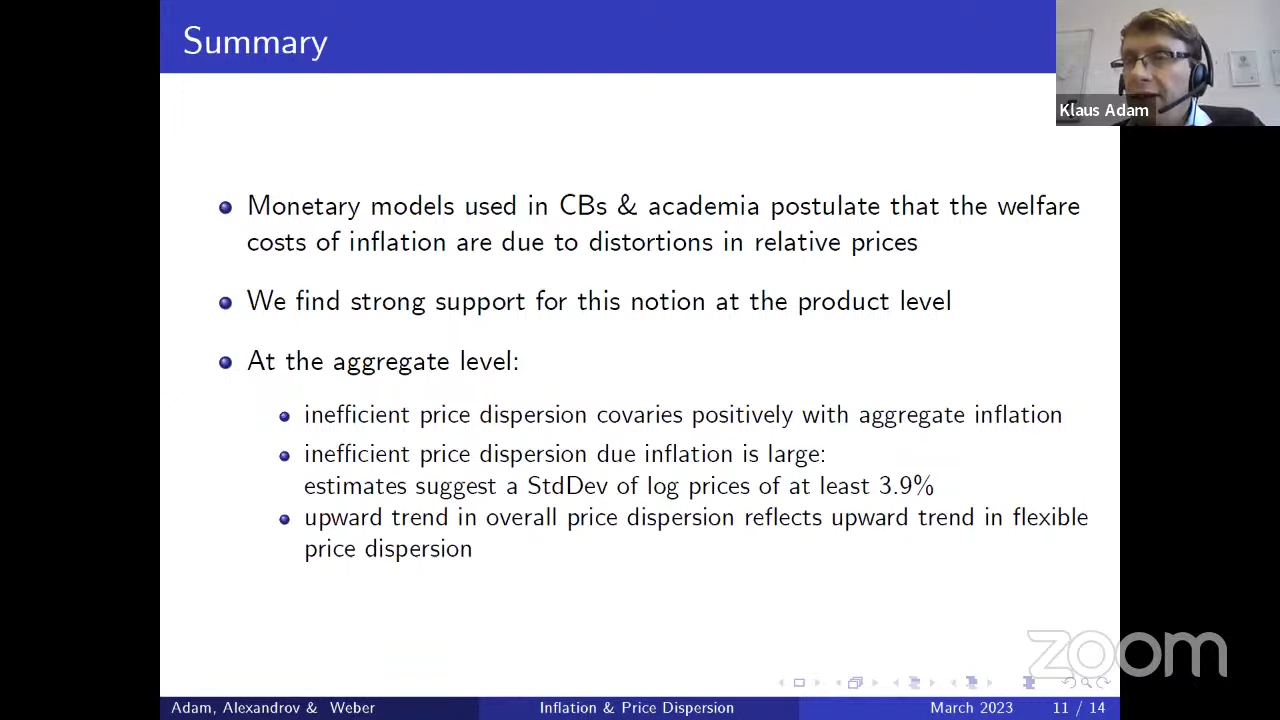 Summary
Klaus Adam
Monetary models used in CBs & academia postulate that the welfare
costs of inflation are due to distortions in relative prices
We find strong support for this notion at the product level
At the aggregate level:
inefficient price dispersion covaries positively with aggregate inflation
inefficient price dispersion due inflation is large:
estimates suggest a StdDev of log prices of at least 3.9%
upward trend in overall price dispersion reflects upward trend in flexible
price dispersion
zoom
Adam, Alexandrov & Weber
Inflation & Price Dispersion
March 2023
11 / 14